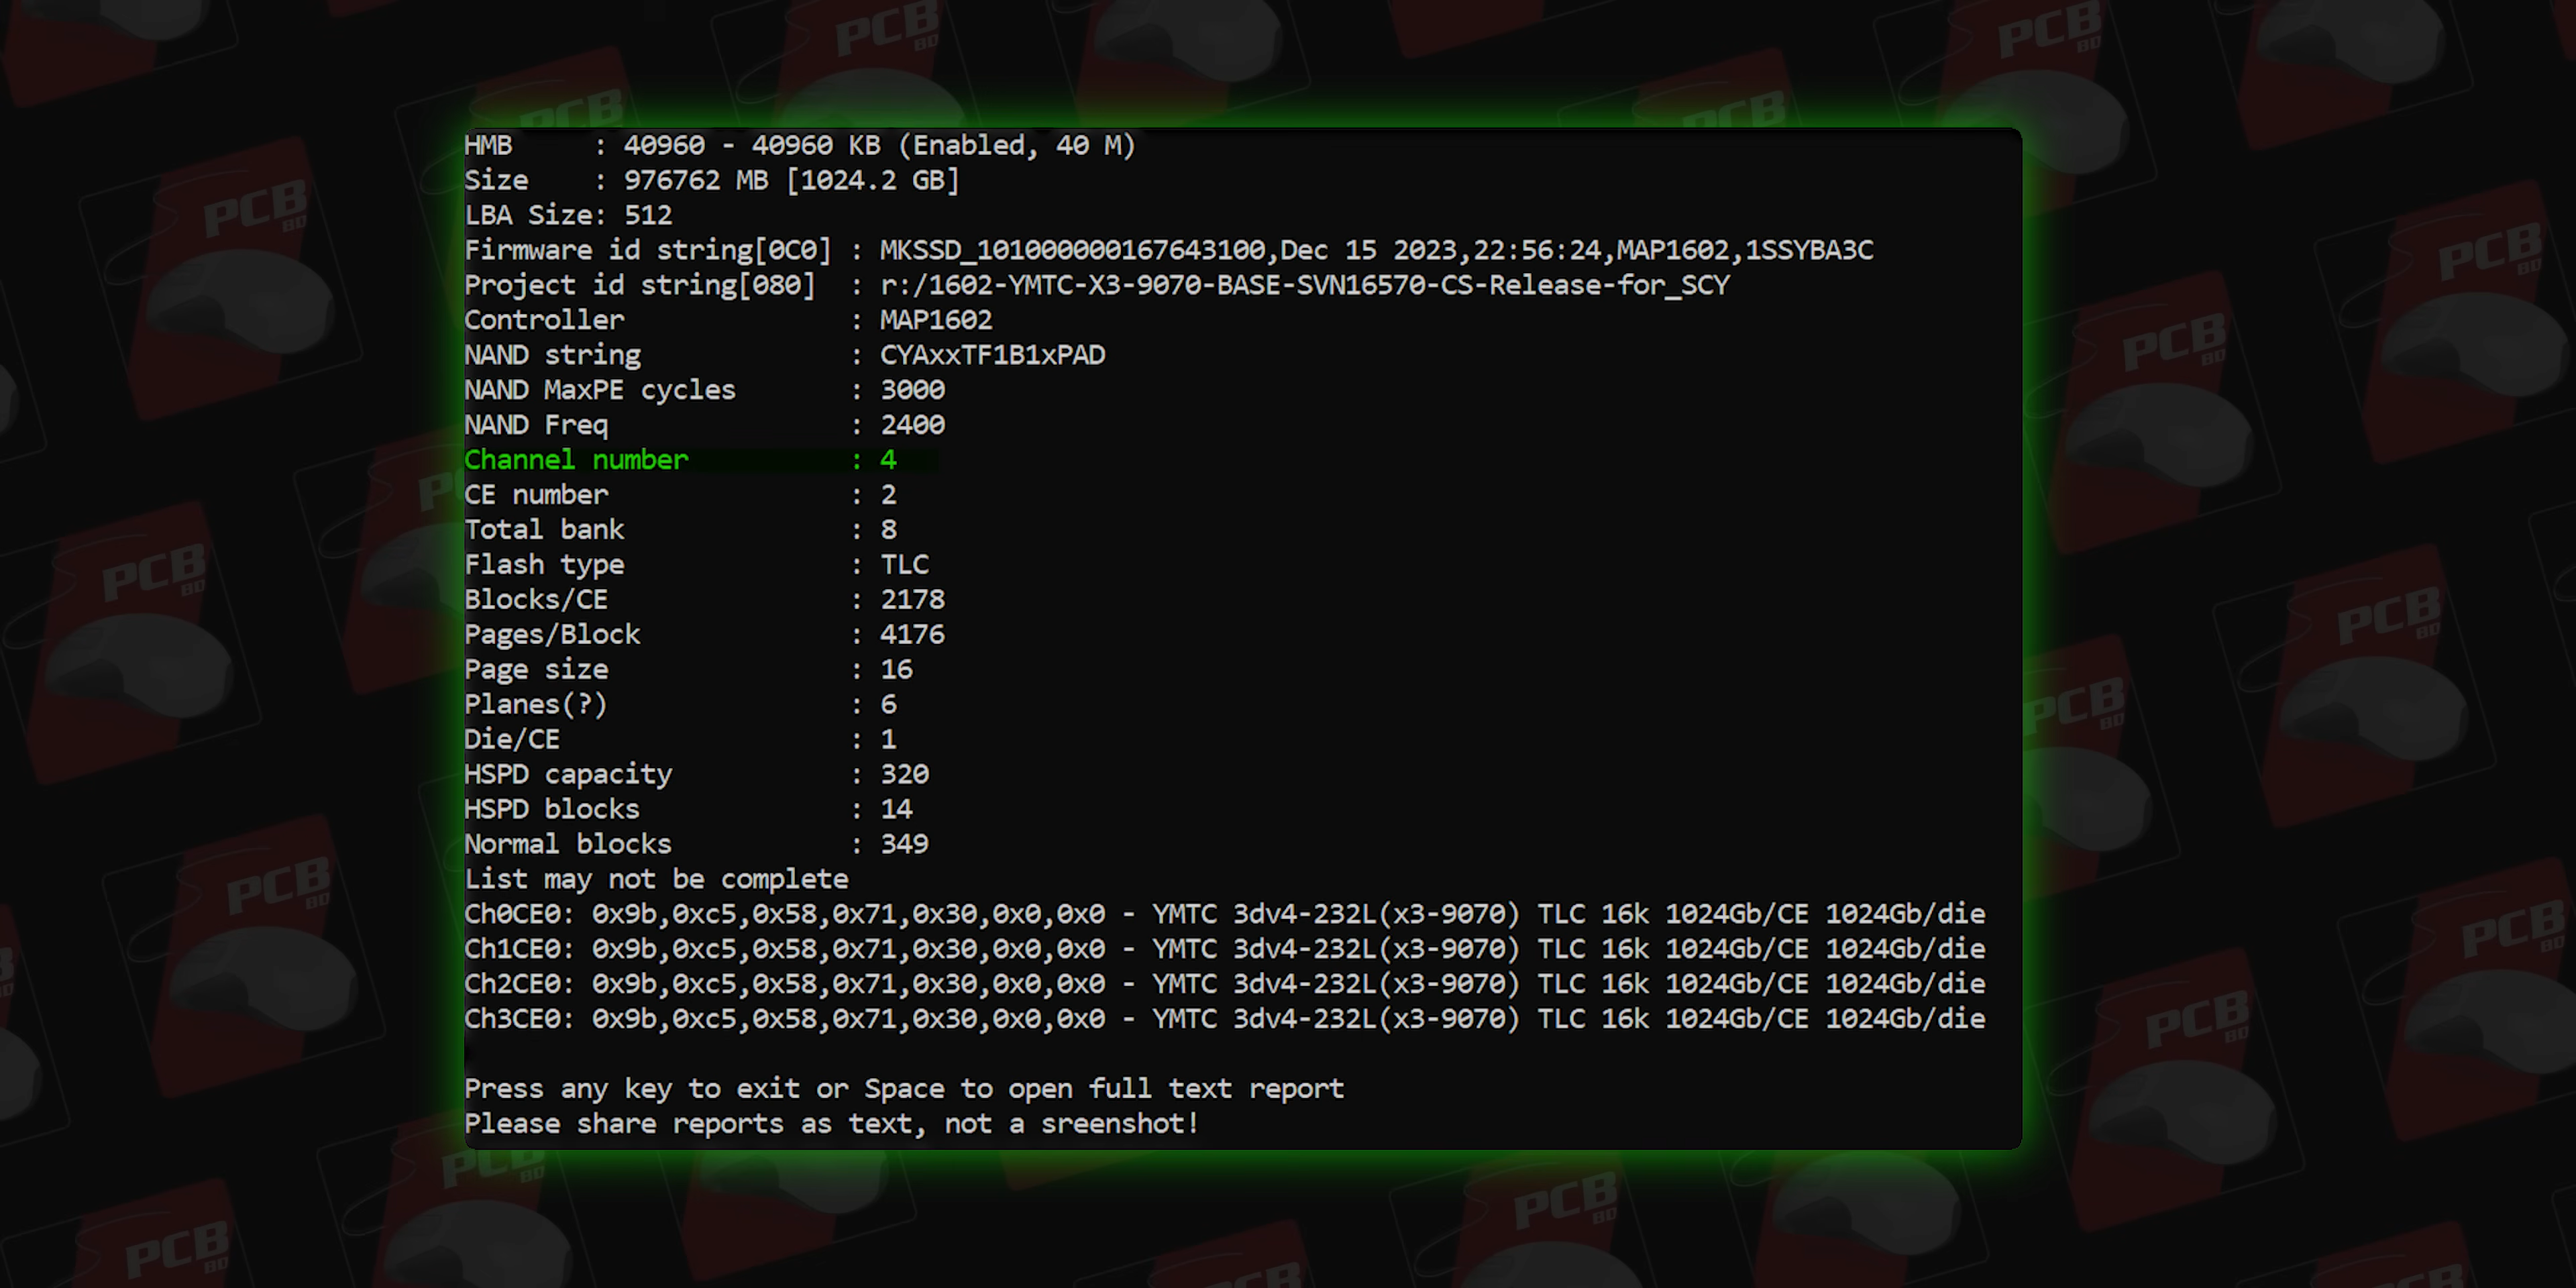 HMB     : 40960 - 40960 KB (Enabled, 40 M)
Size    : 976762 MB [1024.2 GB]
LBA Size: 512
Firmware id string[0C0] : MKSSD_101000000167643100,Dec 15 2023,22:56:24,MAP1602,1SSYBA3C
Project id string[080]  : r:/1602-YMTC-X3-9070-BASE-SVN16570-CS-Release-for_SCY
Controller              : MAP1602
NAND string             : CYAxxTF1B1xPAD
NAND MaxPE cycles       : 3000
NAND Freq               : 2400
Channel number          : 4
CE number               : 2
Total bank              : 8
Flash type              : TLC
Blocks/CE               : 2178
Pages/Block             : 4176
Page size               : 16
Planes(?)               : 6
Die/CE                  : 1
HSPD capacity           : 320
HSPD blocks             : 14
Normal blocks           : 349
List may not be complete
Ch0CE0: 0x9b,0xc5,0x58,0x71,0x30,0x0,0x0 - YMTC 3dv4-232L(x3-9070) TLC 16k 1024Gb/CE 1024Gb/die
Ch1CE0: 0x9b,0xc5,0x58,0x71,0x30,0x0,0x0 - YMTC 3dv4-232L(x3-9070) TLC 16k 1024Gb/CE 1024Gb/die
Ch2CE0: 0x9b,0xc5,0x58,0x71,0x30,0x0,0x0 - YMTC 3dv4-232L(x3-9070) TLC 16k 1024Gb/CE 1024Gb/die
Ch3CE0: 0x9b,0xc5,0x58,0x71,0x30,0x0,0x0 - YMTC 3dv4-232L(x3-9070) TLC 16k 1024Gb/CE 1024Gb/die
Press any key to exit or Space to open full text report
Please share reports as text, not a sreenshot!
PCB
BD